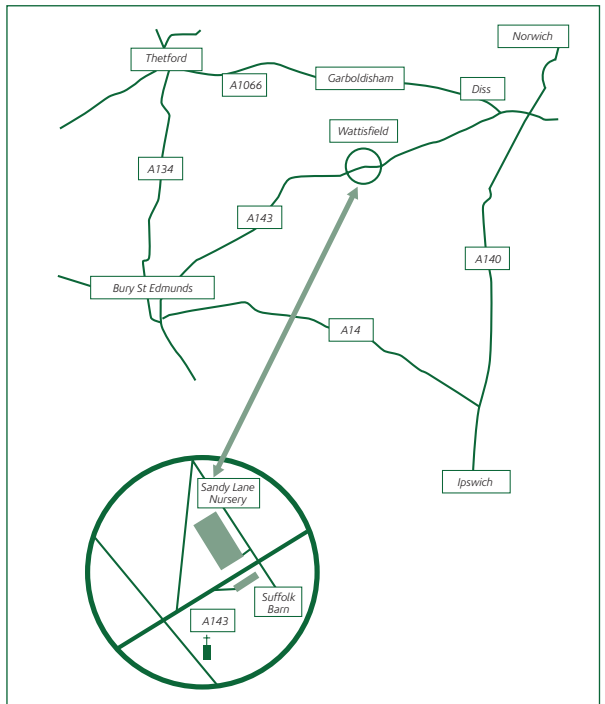 Norwich
Thetford
A1066
Garboldisham
Diss
Wattisfield
A134
A143
A140
Bury St Edmunds
A14
Ipswich
Sandy Lane
Nursery
Suffolk
Barn
A143